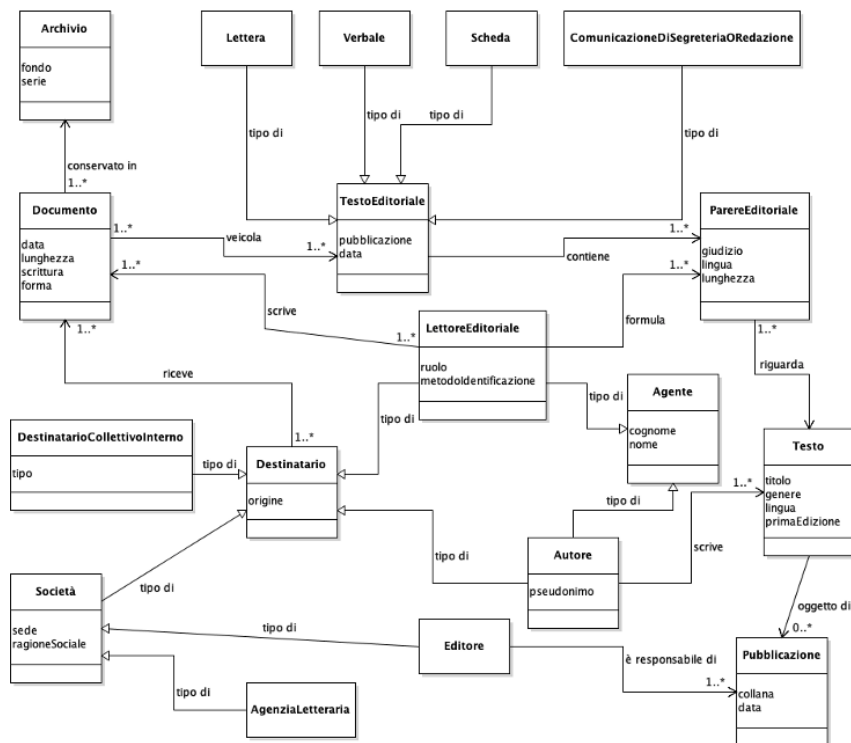 Archivio
fondo
serie
Lettera
Verbale
Scheda
ComunicazioneDiSegreteriaORedazione
tipo di
tipo di
tipo di
tipo di
conservato in
1..*
Documento
data
lunghezza
scrittura
forma
1..*
veicola
1..*
TestoEditoriale
pubblicazione
data
contiene
1..*
ParereEditoriale
giudizio
lingua
lunghezza
1..*
scrive
1..*
LettoreEditoriale
ruolo
metodoIdentificazione
formula
1..*
1..*
riguarda
1..*
riceve
1..*
tipo di
tipo di
Agente
cognome
nome
DestinatarioCollettivoInterno
tipo
tipo di
Destinatario
origine
Testo
titolo
genere
lingua
primaEdizione
1..*
scrive
tipo di
tipo di
Autore
pseudonimo
Società
sede
ragioneSociale
tipo di
tipo di
Editore
è responsabile di
1..*
oggetto di
0..*
Pubblicazione
collana
data
tipo di
AgenziaLetteraria